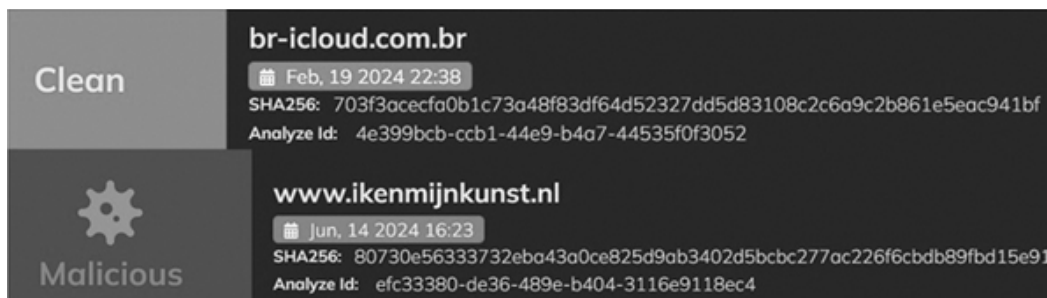 Clean
br-icloud.com.br
Feb, 19 2024 22:38
SHA256: 703f3acecfa0b1c73a48f83df64d52327dd5d83108c2c6a9c2b861e5eac941bf
Analyze Id: 4e399bcb-ccb1-44e9-b4a7-44535f0f3052
Malicious
www.ikenmijnkunst.nl
Jun, 14 2024 16:23
SHA256: 80730e56333732eba43a0ce825d9ab3402d5bcbc277ac226f6cbdb89fbd15e91
Analyze Id: efc33380-de36-489e-b404-3116e9118ec4